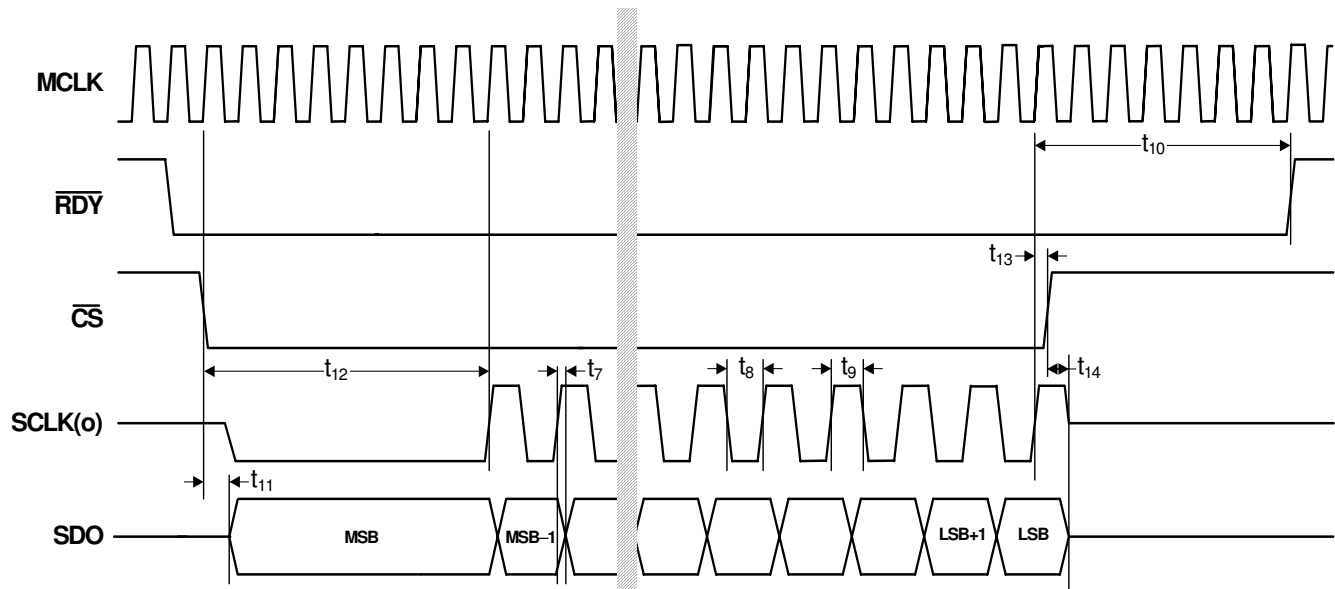 MCLK
t10
RDY
t13
CS
t12
t7
t8
t9
t14
SCLK(o)
t11
SDO
MSB
MSB–1
LSB+1
LSB